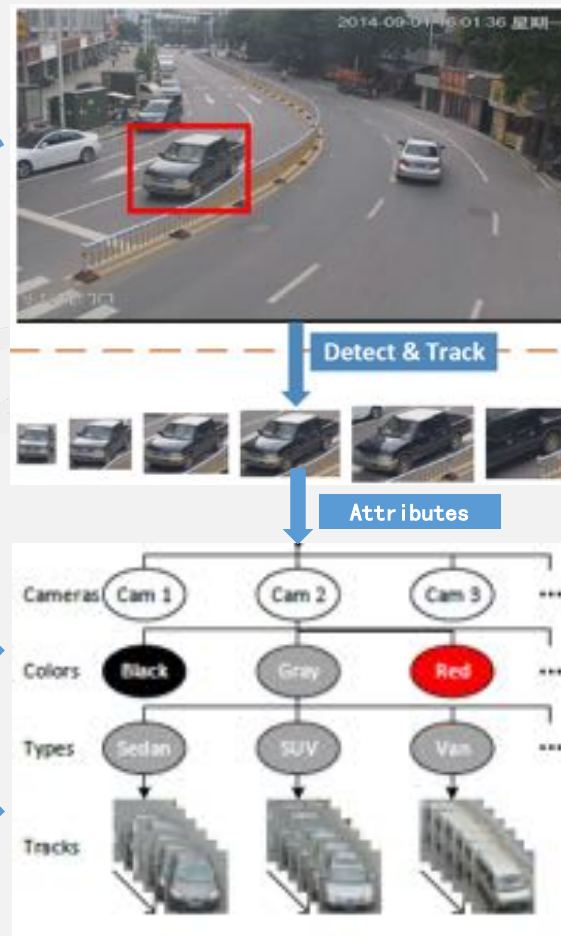 2014-09-01 16:01:36 星期一
Detect & Track
Attributes
Cameras Cam 1 Cam 2 Cam 3 ...
Colors Black Gray Red ...
Types Sedan SUV Van ...
Tracks